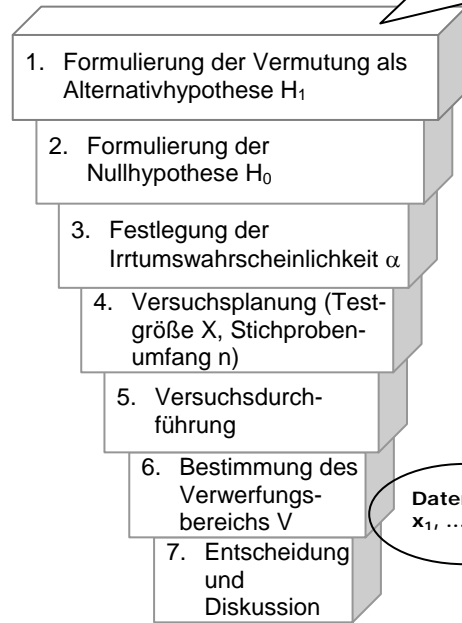 1. Formulierung der Vermutung als
Alternativhypothese H₁
2. Formulierung der
Nullhypothese H₀
3. Festlegung der
Irrtumswahrscheinlichkeit α
4. Versuchsplanung (Test-
größe X, Stichproben-
umfang n)
5. Versuchsdurch-
führung
6. Bestimmung des
Verwerfungs-
bereichs V
7. Entscheidung
und
Diskussion
x₁, ...